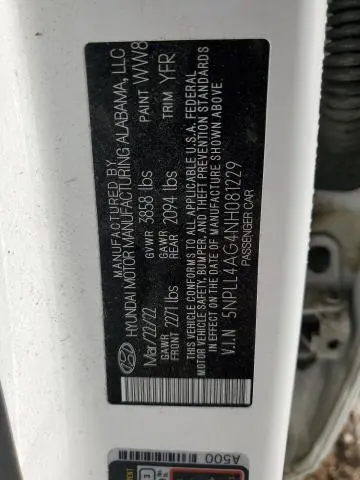 MANUFACTURED BY
HYUNDAI MOTOR MANUFACTURING ALABAMA, LLC
Mar/22/22 GVWR 3858 lbs PAINT WW8
GAWR FRONT 2271 lbs GAWR REAR 2094 lbs TRIM YFR
THIS VEHICLE CONFORMS TO ALL APPLICABLE U.S.A. FEDERAL
MOTOR VEHICLE SAFETY, BUMPER, AND THEFT PREVENTION STANDARDS
IN EFFECT ON THE DATE OF MANUFACTURE SHOWN ABOVE.
V.I.N 5NPLL4AG4NH081229
PASSENGER CAR
A500